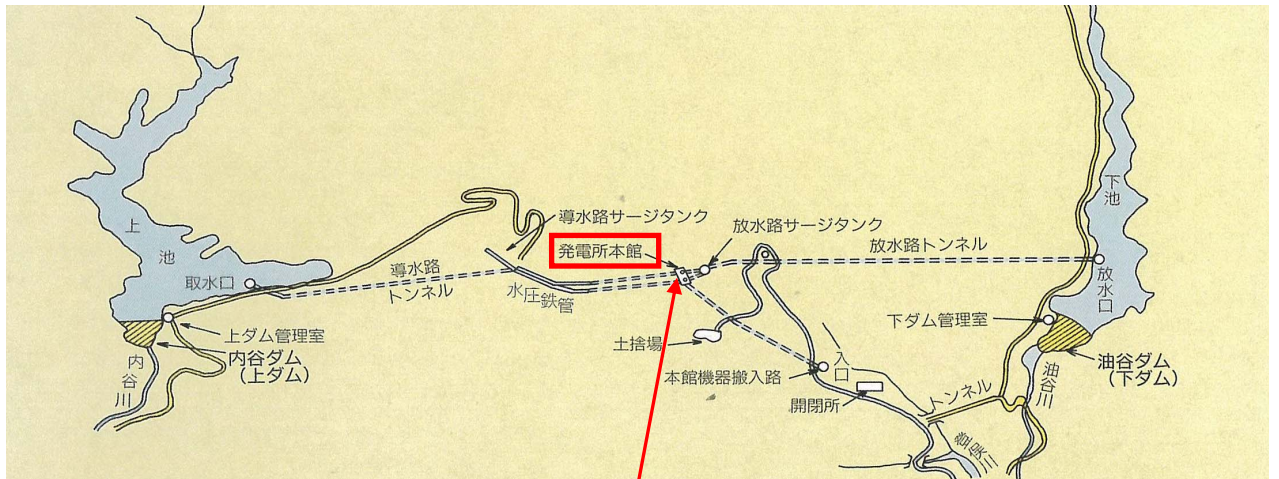 上池
取水口
導水路
トンネル
導水路サージタンク
発電所本館
水圧鉄管
放水路サージタンク
放水路トンネル
下池
放水口
上ダム管理室
内谷ダム
(上ダム)
内谷川
土捨場
本館機器搬入路
入口
開閉所
トンネル
下ダム管理室
油谷ダム
(下ダム)
油谷川